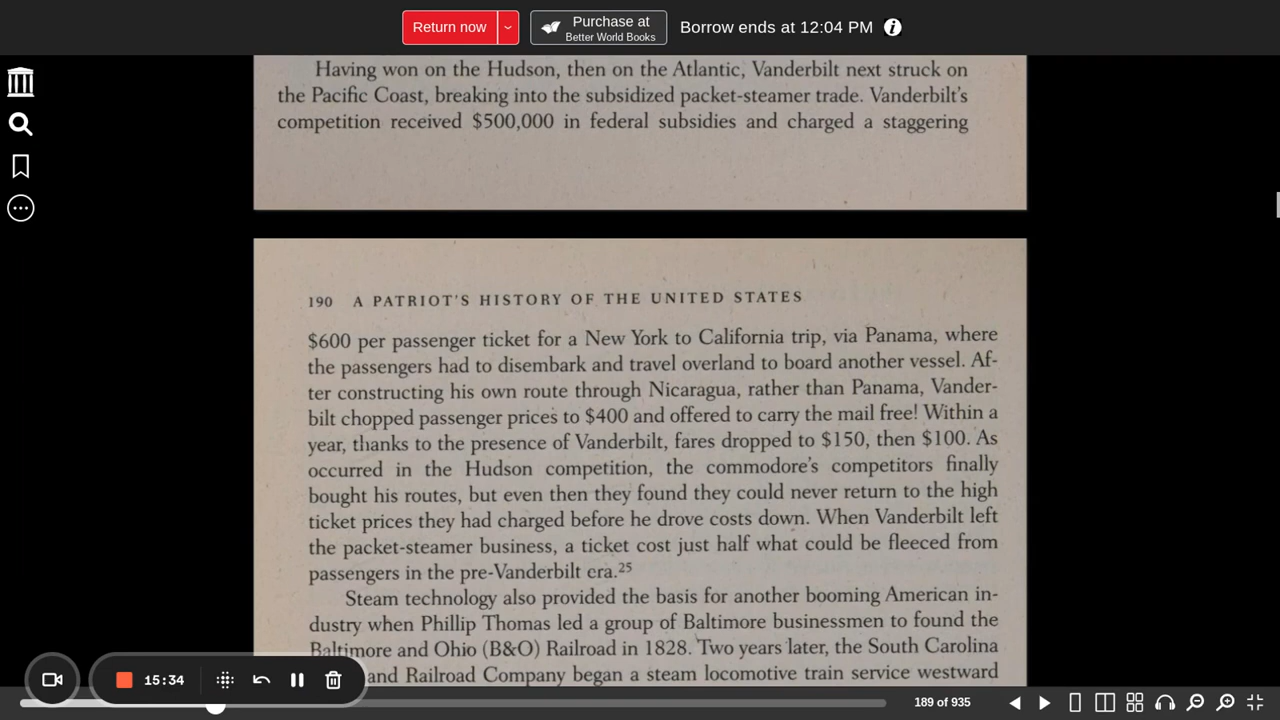 Return now
Purchase at
Better World Books
Borrow ends at 12:04 PM
Having won on the Hudson, then on the Atlantic, Vanderbilt next struck on
the Pacific Coast, breaking into the subsidized packet-steamer trade. Vanderbilt's
competition received $500,000 in federal subsidies and charged a staggering
190 A PATRIOT'S HISTORY OF THE UNITED STATES
$600 per passenger ticket for a New York to California trip, via Panama, where
the passengers had to disembark and travel overland to board another vessel. Af-
ter constructing his own route through Nicaragua, rather than Panama, Vander-
bilt chopped passenger prices to $400 and offered to carry the mail free! Within a
year, thanks to the presence of Vanderbilt, fares dropped to $150, then $100. As
occurred in the Hudson competition, the commodore's competitors finally
bought his routes, but even then they found they could never return to the high
ticket prices they had charged before he drove costs down. When Vanderbilt left
the packet-steamer business, a ticket cost just half what could be fleeced from
passengers in the pre-Vanderbilt era.25
Steam technology also provided the basis for another booming American in-
dustry when Phillip Thomas led a group of Baltimore businessmen to found the
Baltimore and Ohio (B&O) Railroad in 1828. Two years later, the South Carolina
and Railroad Company began a steam locomotive train service westward
15:34
189 of 935